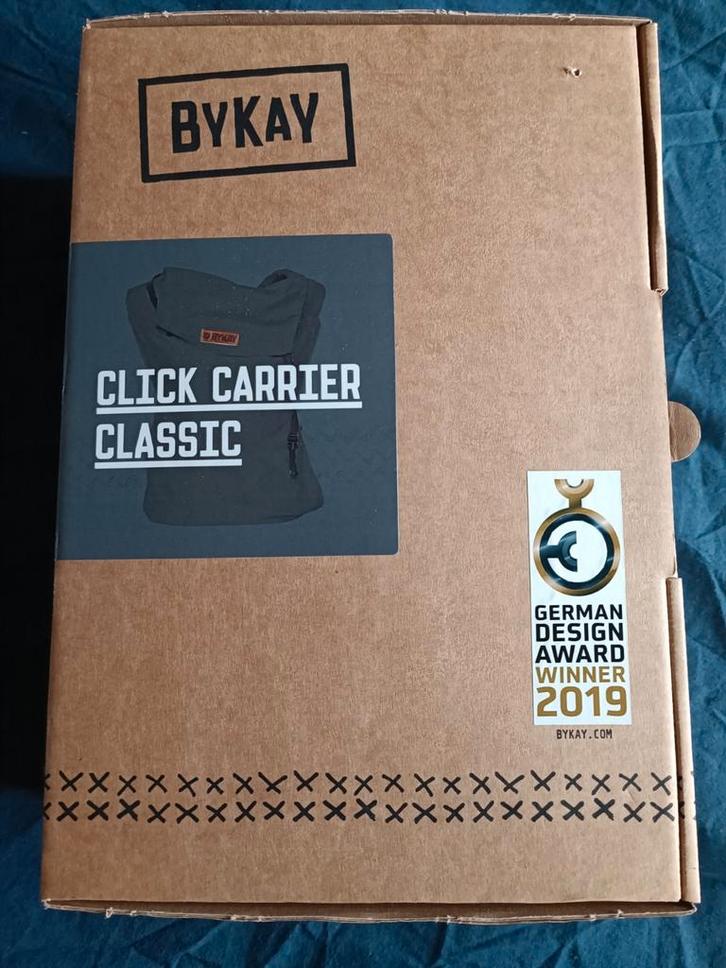 BYKAY
BYKAY
CLICK CARRIER
CLASSIC
GERMAN
DESIGN
AWARD
WINNER
2019
BYKAY.COM